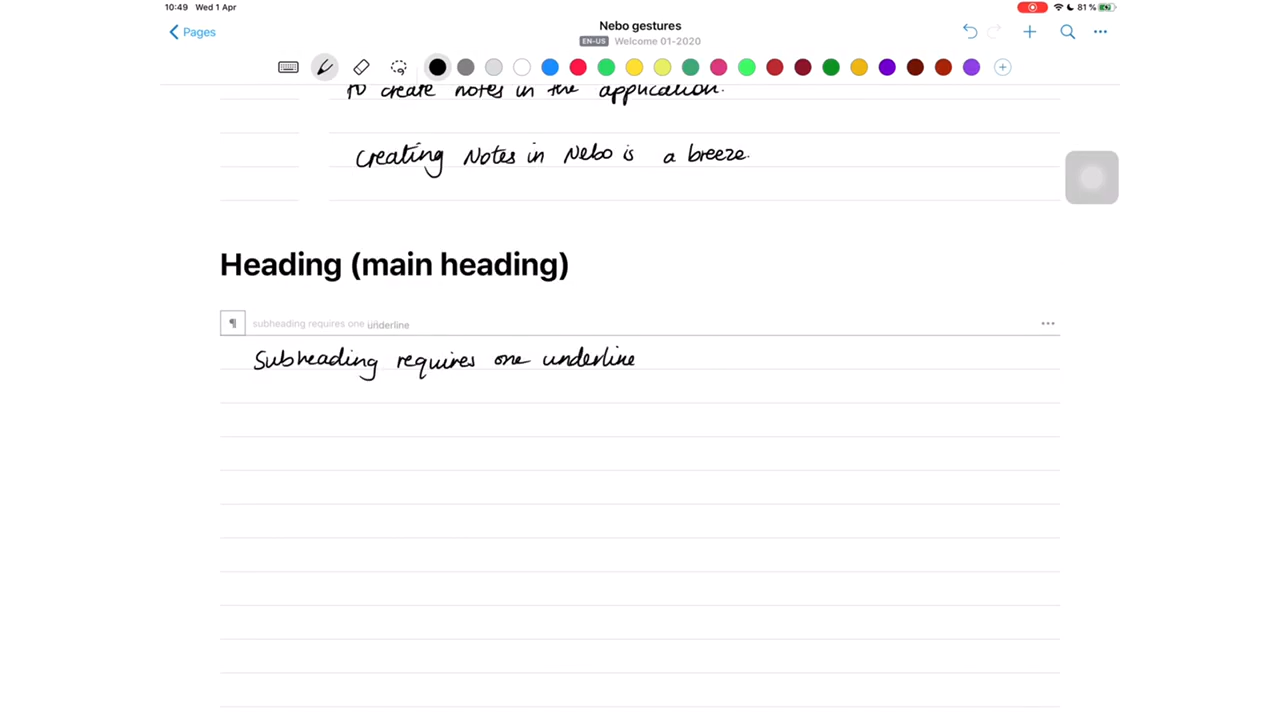 10:49 Wed 1 Apr
81%
Pages
Nebo gestures
EN-US Welcome 01-2020
to create notes in the application.
Creating Notes in Nebo is a breeze.
Heading (main heading)
subheading requires one underline
Subheading requires one underline